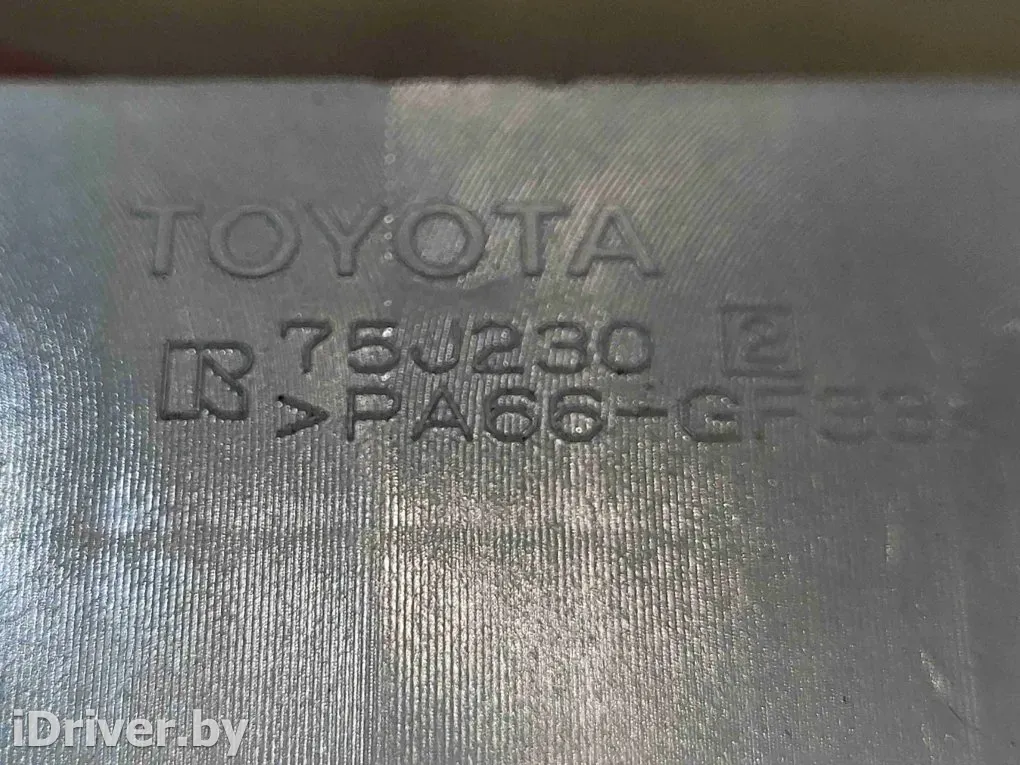 TOYOTA
R 75J230 2
>PA66-GF33<
iDriver.by